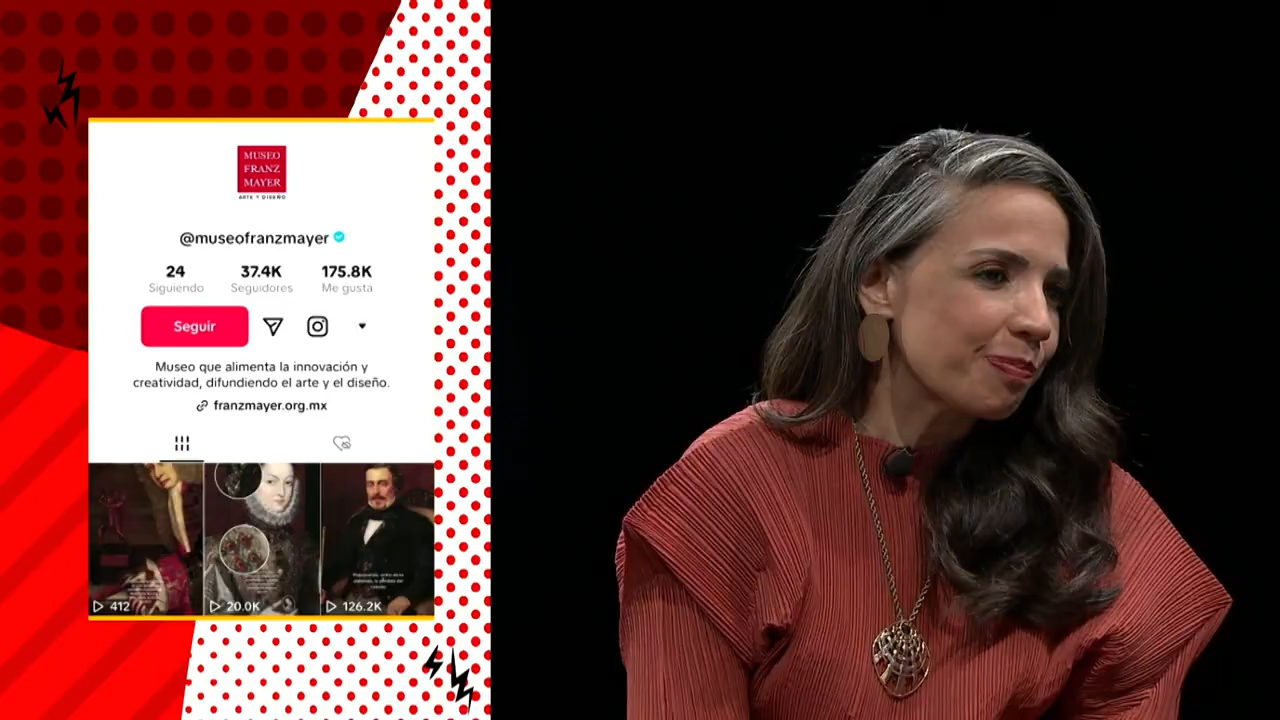 MUSEO
FRANZ
MAYER
ARTE Y DISEÑO
@museofranzmayer
24 37.4K 175.8K
Siguiendo Seguidores Me gusta
Seguir
Museo que alimenta la innovación y
creatividad, difundiendo el arte y el diseño.
franzmayer.org.mx
412 20.0K 126.2K